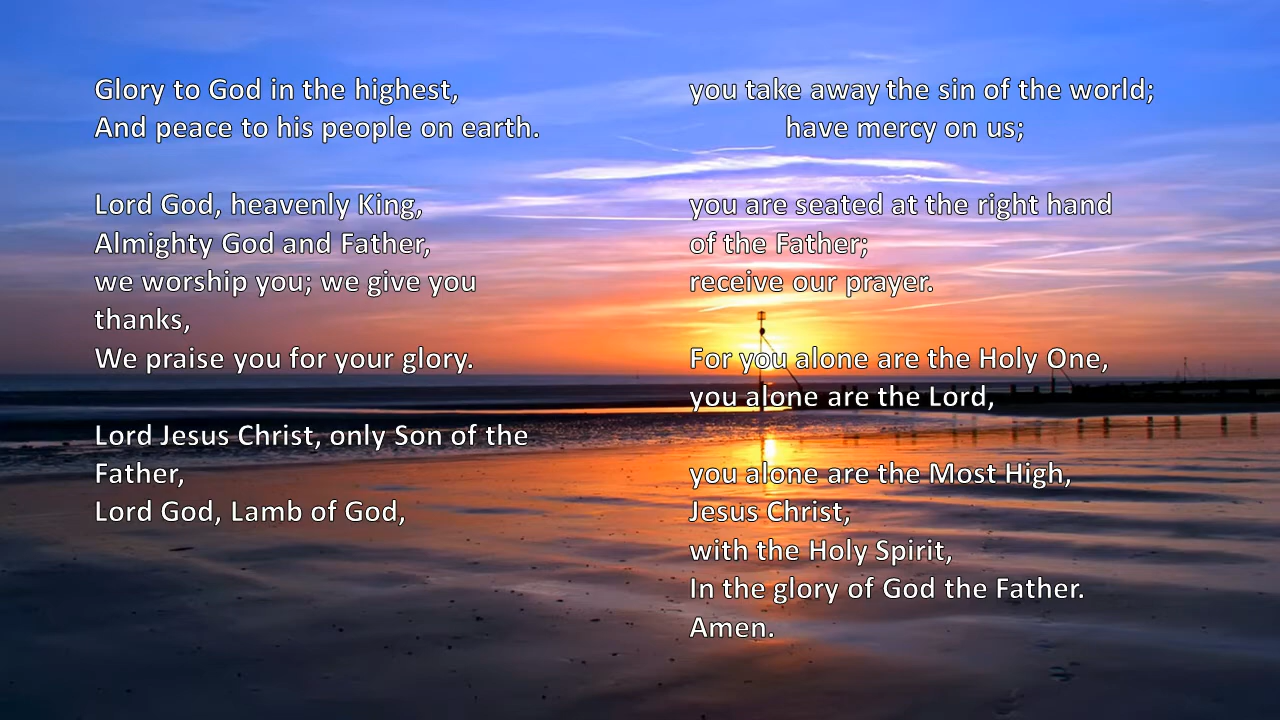 Glory to God in the highest,
And peace to his people on earth.
Lord God, heavenly King,
Almighty God and Father,
we worship you; we give you
thanks,
We praise you for your glory.
Lord Jesus Christ, only Son of the
Father,
Lord God, Lamb of God,
you take away the sin of the world;
have mercy on us;
you are seated at the right hand
of the Father;
receive our prayer.
For you alone are the Holy One,
you alone are the Lord,
you alone are the Most High,
Jesus Christ,
with the Holy Spirit,
In the glory of God the Father.
Amen.